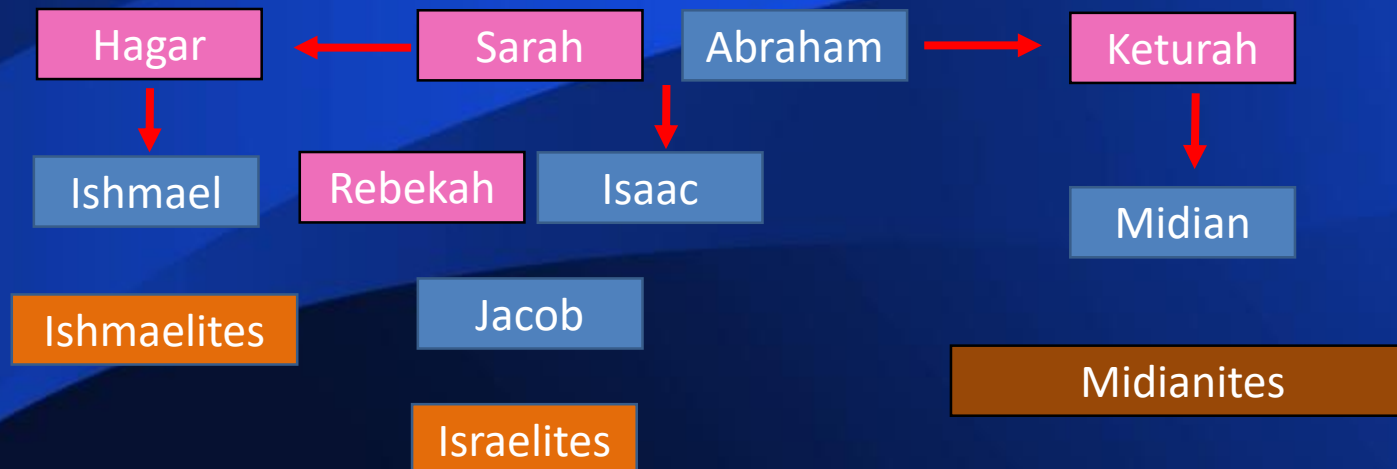 Hagar
Sarah
Abraham
Keturah
Ishmael
Rebekah
Isaac
Midian
Ishmaelites
Jacob
Midianites
Israelites